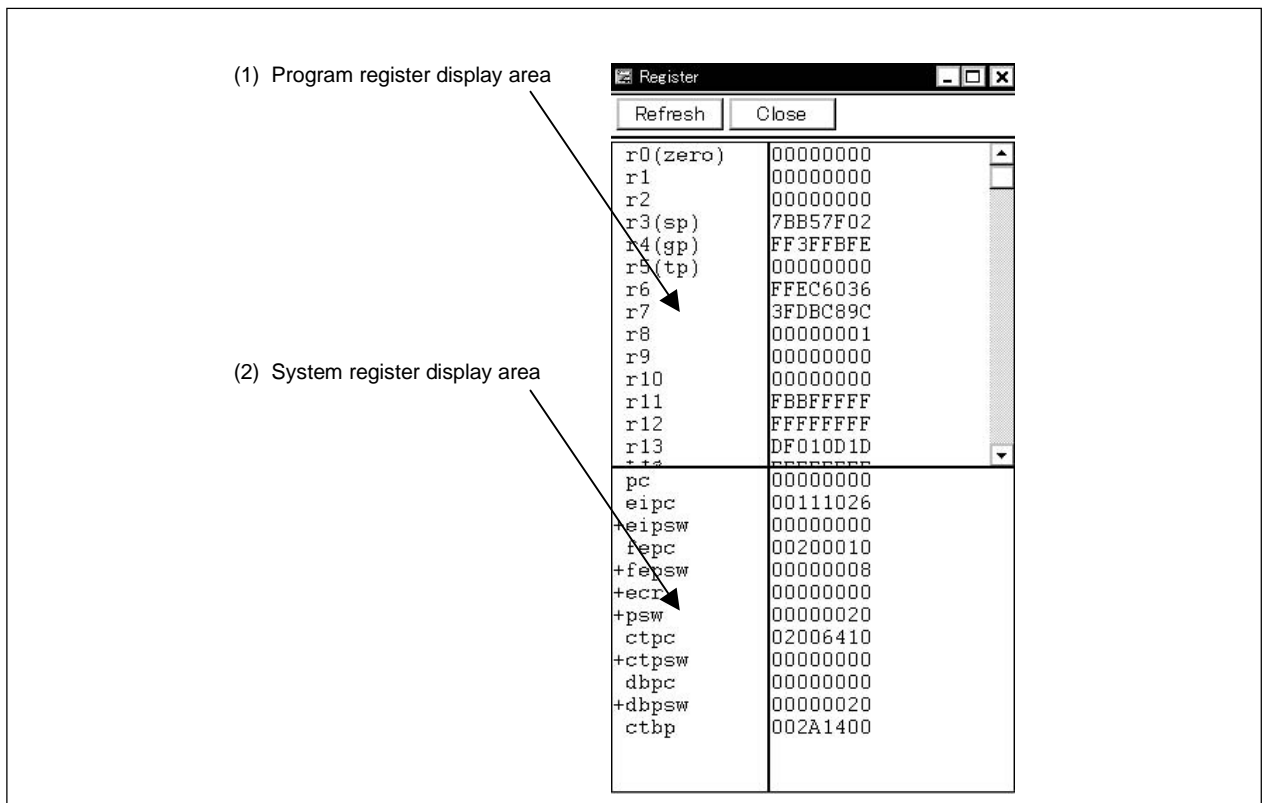 (1) Program register display area
Register
Refresh Close
r0(zero) 00000000
r1 00000000
r2 00000000
r3(sp) 7BB57F02
r4(gp) FF3FFBFE
r5(tp) 00000000
r6 FFEC6036
r7 3FDBC89C
r8 00000001
r9 00000000
(2) System register display area
r10 00000000
r11 FBBFFFFF
r12 FFFFFFFF
r13 DF010D1D
pc 00000000
eipc 00111026
+eipsw 00000000
fepc 00200010
+fepsw 00000008
+ecr 00000000
+psw 00000020
ctpc 02006410
+ctpsw 00000000
dbpc 00000000
+dbpsw 00000020
ctbp 002A1400